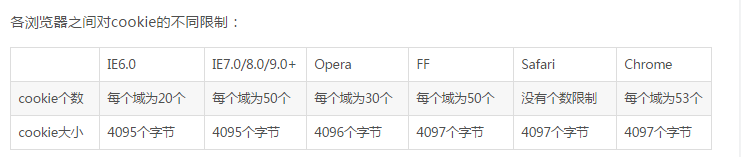 各浏览器之间对cookie的不同限制：
IE6.0 IE7.0/8.0/9.0+ Opera FF Safari Chrome
cookie个数 每个域为20个 每个域为50个 每个域为30个 每个域为50个 没有个数限制 每个域为53个
cookie大小 4095个字节 4095个字节 4096个字节 4097个字节 4097个字节 4097个字节